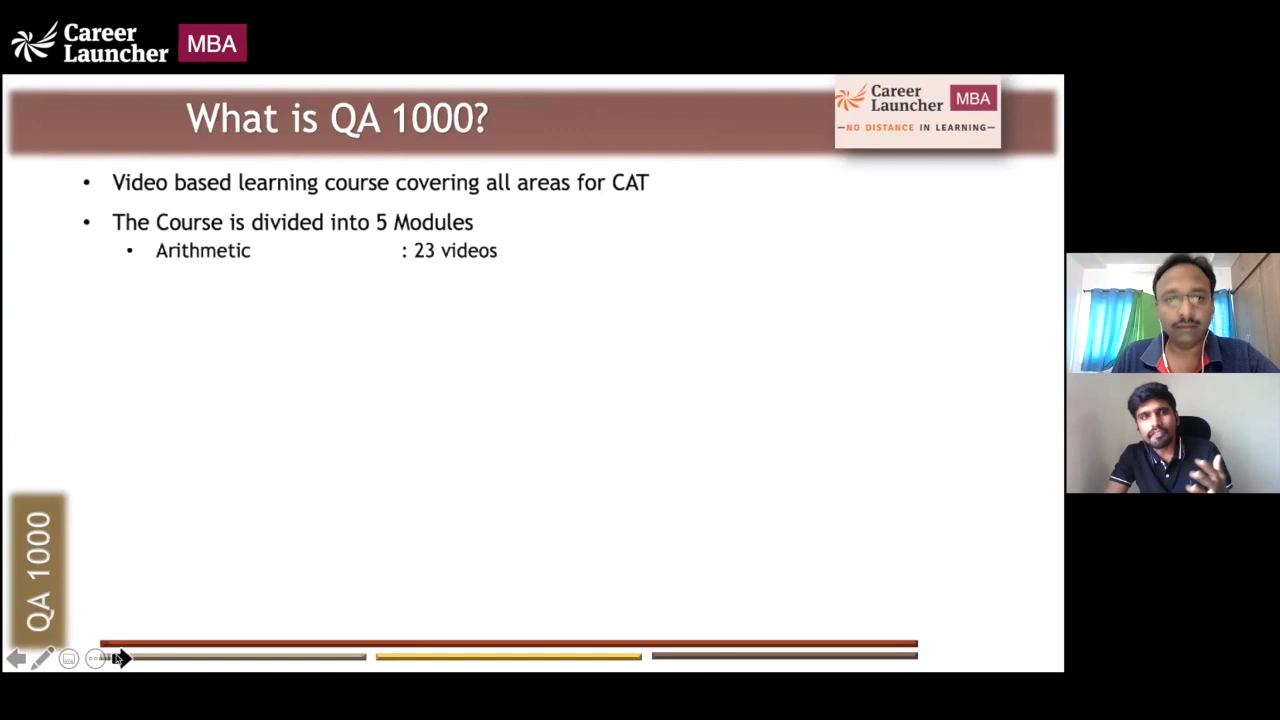 Career
Launcher MBA
What is QA 1000?
Career
Launcher MBA
—NO DISTANCE IN LEARNING—
• Video based learning course covering all areas for CAT
• The Course is divided into 5 Modules
• Arithmetic : 23 videos
QA 1000